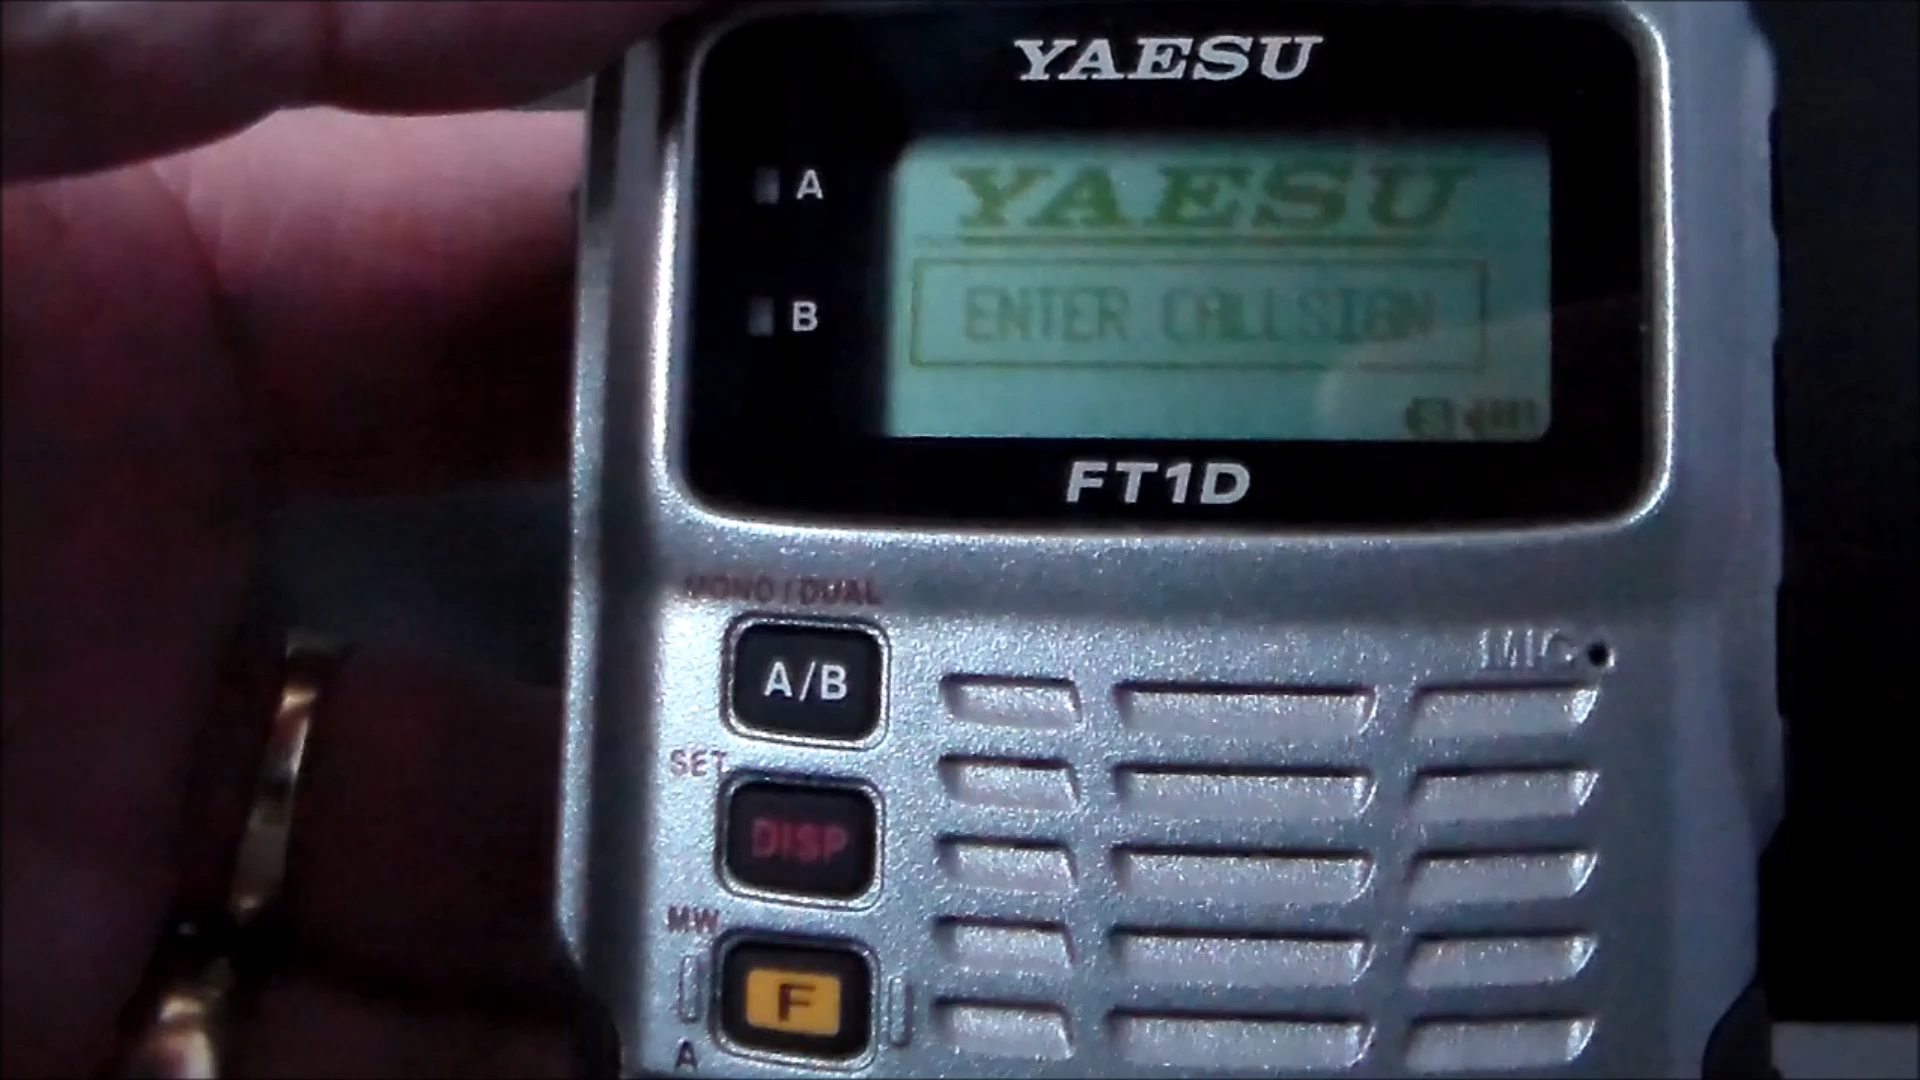 YAESU
A
YAESU
B
ENTER CALLSIGN
FT1D
MONO/DUAL
A/B
MIC
SET
DISP
MW
F
A